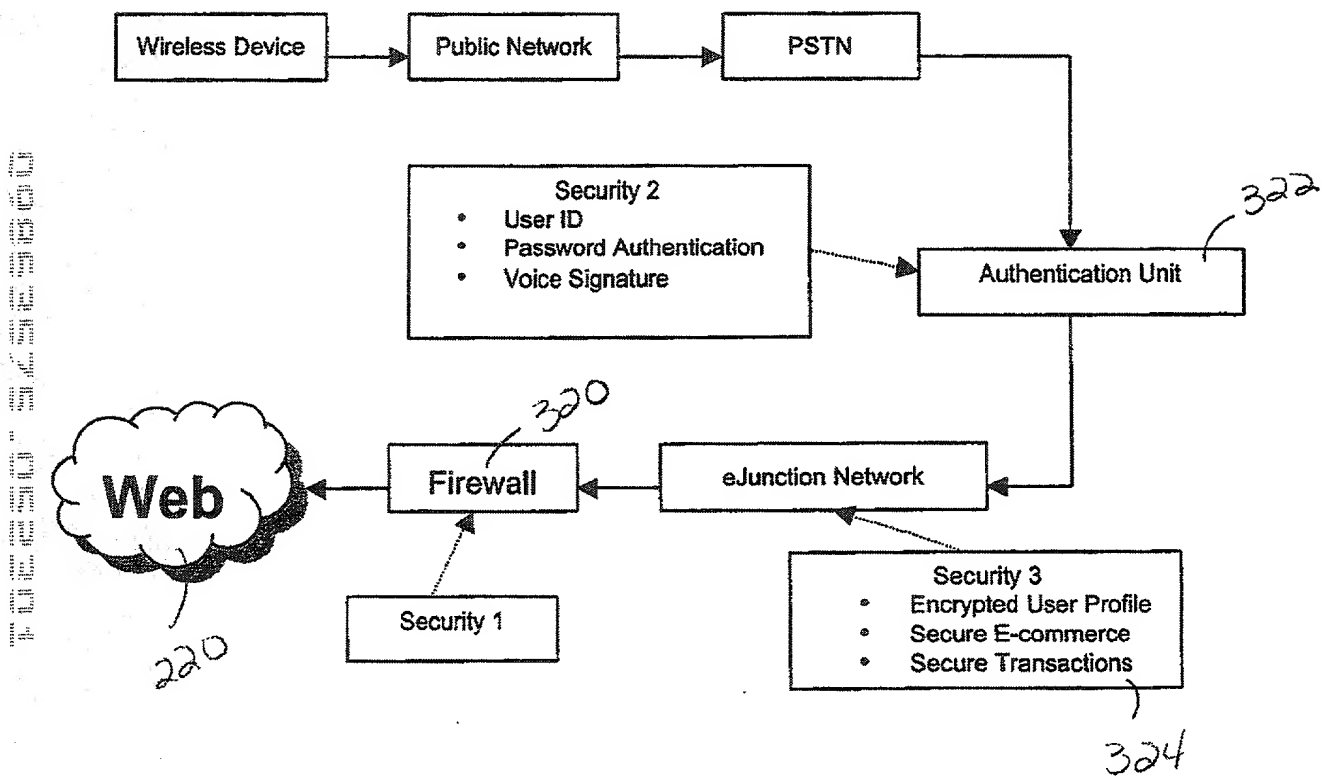 Wireless Device
Public Network
PSTN
Security 2
• User ID
• Password Authentication
• Voice Signature
322
Authentication Unit
320
Web
Firewall
eJunction Network
220
Security 1
Security 3
• Encrypted User Profile
• Secure E-commerce
• Secure Transactions
324